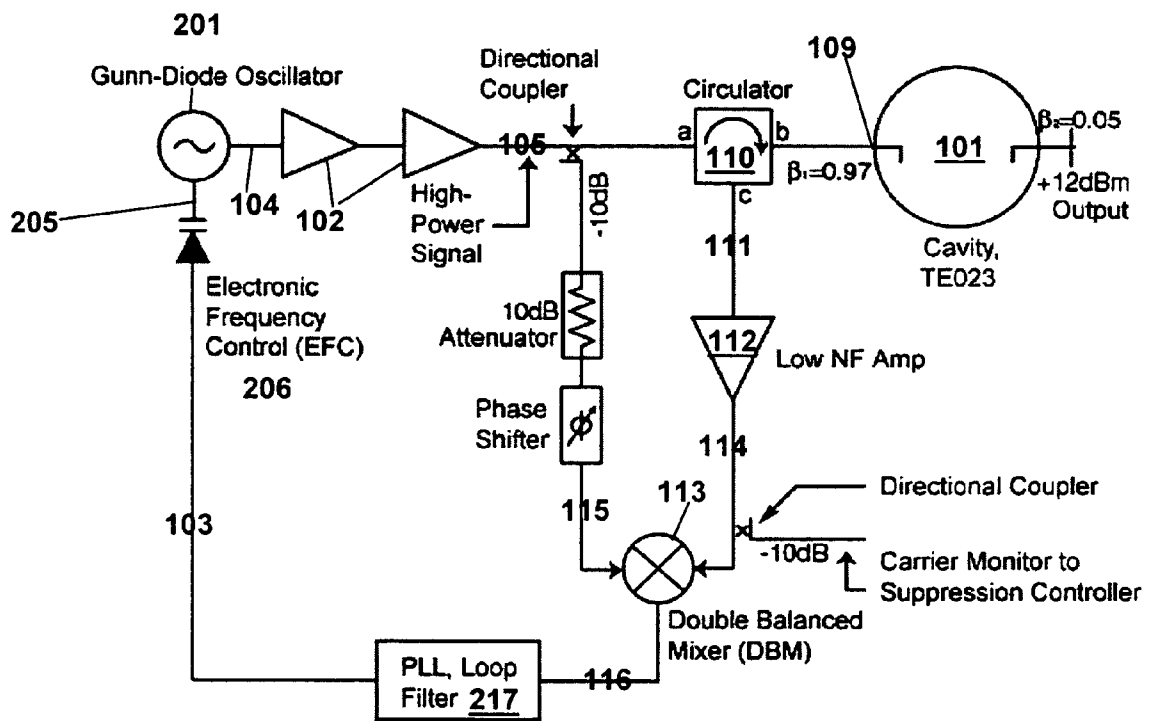 201
Gunn-Diode Oscillator
Directional
Coupler
109
Circulator
a
b
110
c
β₁=0.97
101
β₂=0.05
+12dBm
Output
Cavity,
TE023
105
104
102
High-
Power
Signal
-10dB
205
Electronic
Frequency
Control (EFC)
206
10dB
Attenuator
111
112
Low NF Amp
Phase
Shifter
ϕ
114
103
115
113
Directional Coupler
-10dB
Carrier Monitor to
Suppression Controller
Double Balanced
Mixer (DBM)
PLL, Loop
Filter 217
116